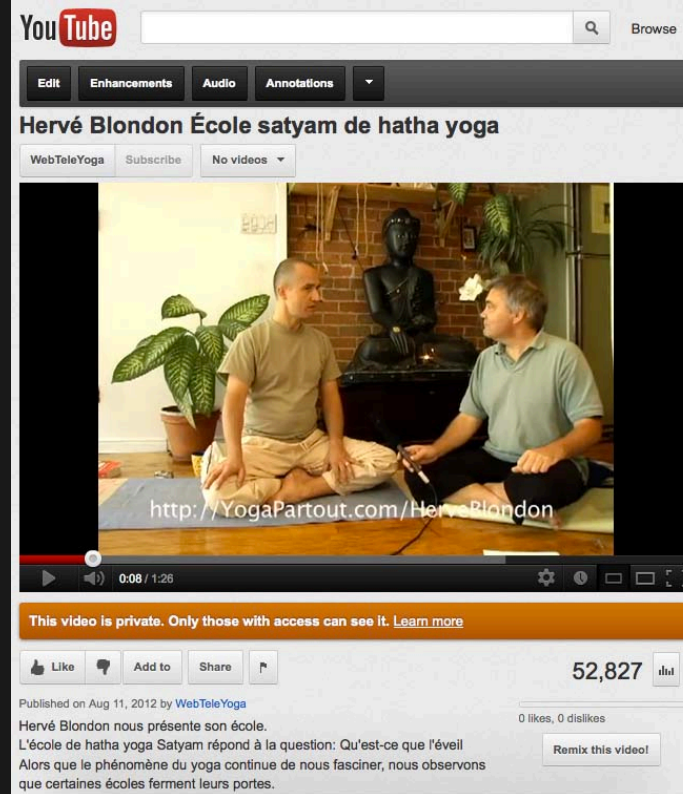 YouTube
Browse
Edit Enhancements Audio Annotations
Hervé Blondon École satyam de hatha yoga
WebTeleYoga Subscribe No videos
http://YogaPartout.com/HerveBlondon
0:08 / 1:26
This video is private. Only those with access can see it. Learn more
Like Add to Share 52,827
Published on Aug 11, 2012 by WebTeleYoga
0 likes, 0 dislikes
Hervé Blondon nous présente son école.
L'école de hatha yoga Satyam répond à la question: Qu'est-ce que l'éveil
Remix this video!
Alors que le phénomène du yoga continue de nous fasciner, nous observons
que certaines écoles ferment leurs portes.